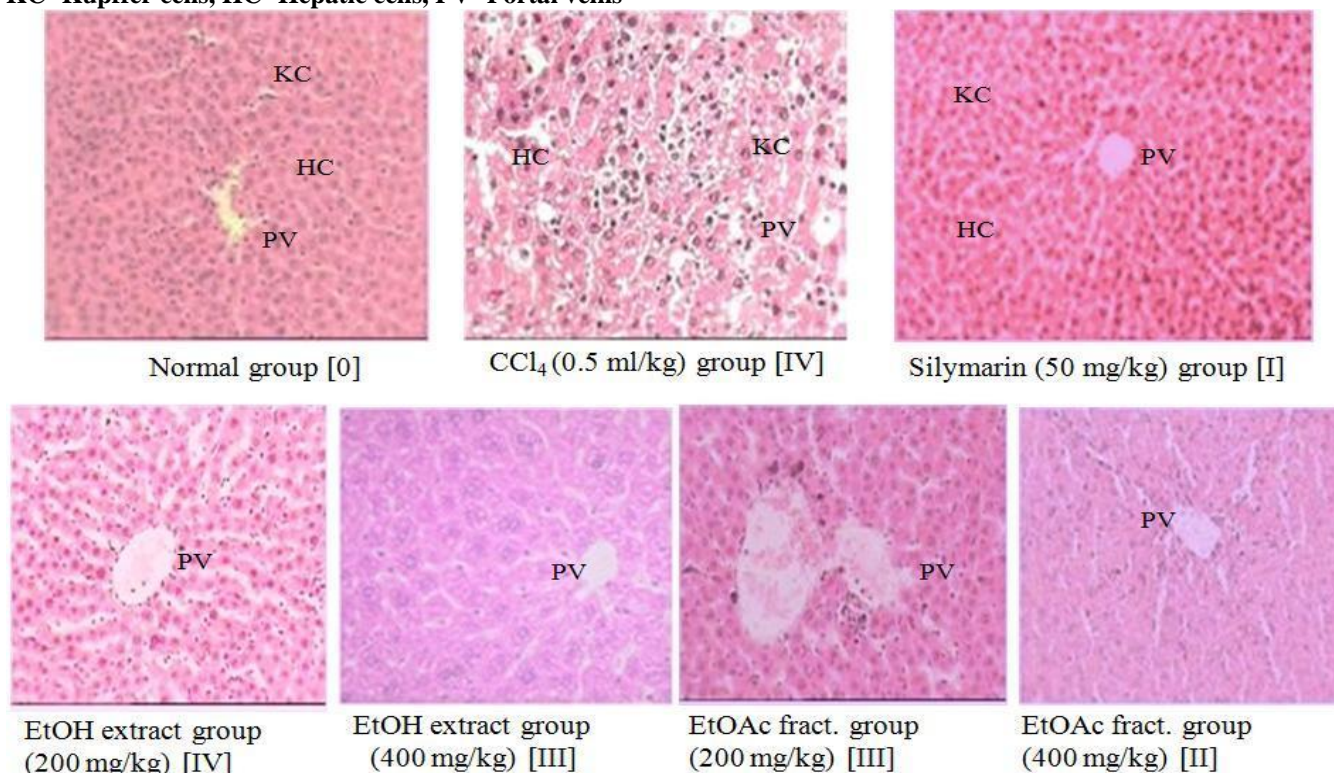 KC- Kupffer cells, HC- Hepatic cells, PV- Portal veins
KC
HC
PV
HC
KC
PV
KC
PV
HC
Normal group [0]
CCl₄ (0.5 ml/kg) group [IV]
Silymarin (50 mg/kg) group [I]
PV
PV
PV
PV
EtOH extract group
(200 mg/kg) [IV]
EtOH extract group
(400 mg/kg) [III]
EtOAc fract. group
(200 mg/kg) [III]
EtOAc fract. group
(400 mg/kg) [II]